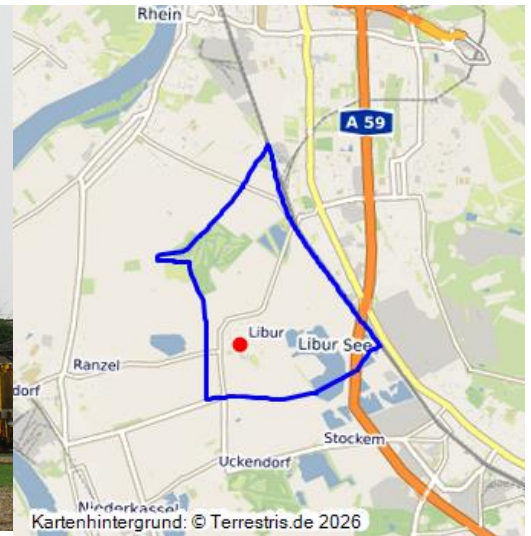 Rhein
A 59
Libur
Libur See
Ranzel
dorf
Stockem
Uckendorf
Niederkassel
Kartenhintergrund: © Terrestris.de 2026